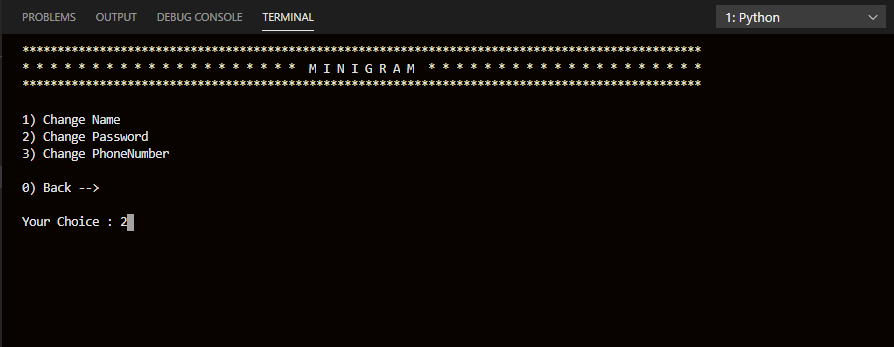 PROBLEMS OUTPUT DEBUG CONSOLE TERMINAL 1: Python
*************************************************************************************************
* * * * * * * * * * * * * * * * * * * * M I N I G R A M * * * * * * * * * * * * * * * * * * * *
*************************************************************************************************
1) Change Name
2) Change Password
3) Change PhoneNumber
0) Back -->
Your Choice : 2